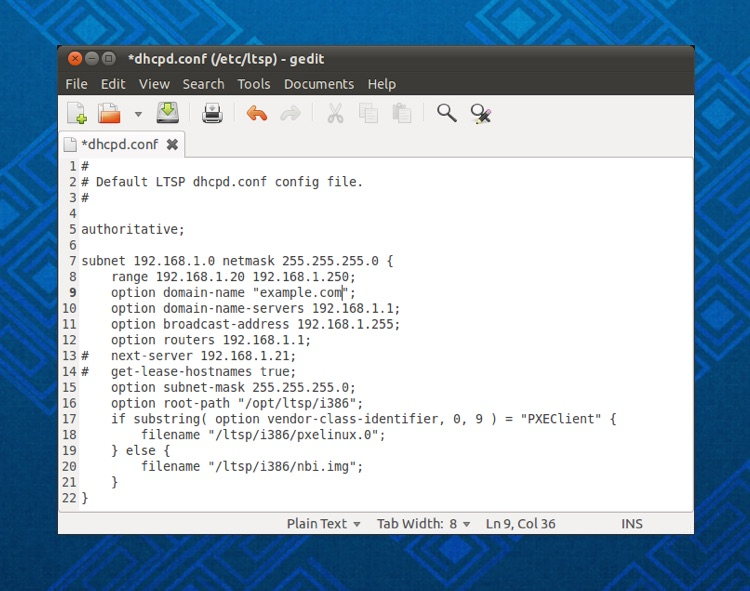 *dhcpd.conf (/etc/ltsp) - gedit
File Edit View Search Tools Documents Help
*dhcpd.conf
1 #
2 # Default LTSP dhcpd.conf config file.
3 #
4
5 authoritative;
6
7 subnet 192.168.1.0 netmask 255.255.255.0 {
8     range 192.168.1.20 192.168.1.250;
9     option domain-name "example.com";
10     option domain-name-servers 192.168.1.1;
11     option broadcast-address 192.168.1.255;
12     option routers 192.168.1.1;
13 #   next-server 192.168.1.21;
14 #   get-lease-hostnames true;
15     option subnet-mask 255.255.255.0;
16     option root-path "/opt/ltsp/i386";
17     if substring( option vendor-class-identifier, 0, 9 ) = "PXEClient" {
18         filename "/ltsp/i386/pxelinux.0";
19     } else {
20         filename "/ltsp/i386/nbi.img";
21     }
22 }
Plain Text Tab Width: 8 Ln 9, Col 36 INS